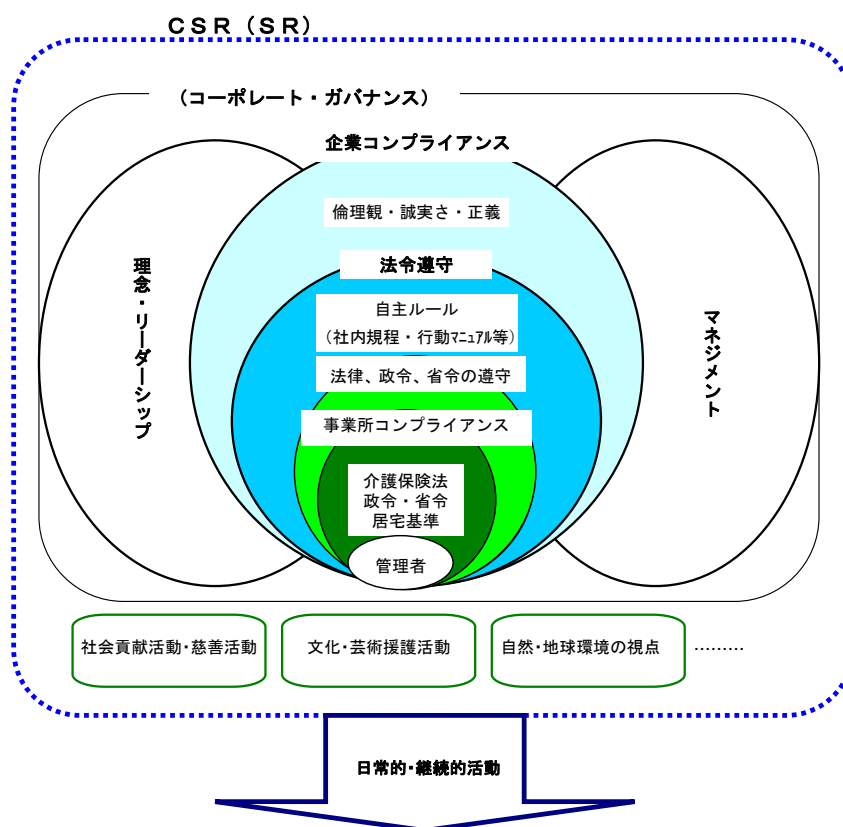 CSR(SR)
(コーポレート・ガバナンス)
企業コンプライアンス
倫理観・誠実さ・正義
法令遵守
理念・リーダーシップ
自主ルール
(社内規程・行動ﾏﾆｭｱﾙ等)
マネジメント
法律、政令、省令の遵守
事業所コンプライアンス
介護保険法
政令・省令
居宅基準
管理者
社会貢献活動・慈善活動
文化・芸術援護活動
自然・地球環境の視点
………
日常的・継続的活動